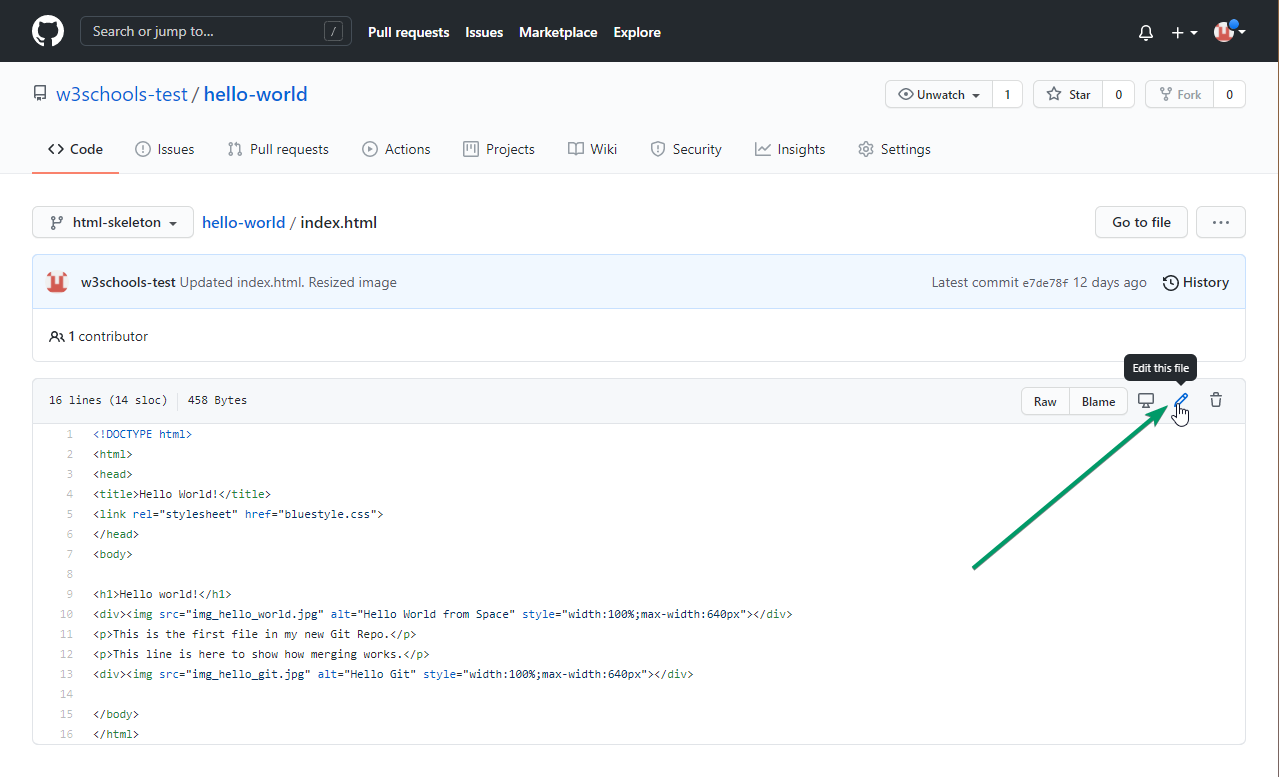 Search or jump to... / Pull requests Issues Marketplace Explore
w3schools-test / hello-world Unwatch 1 Star 0 Fork 0
Code Issues Pull requests Actions Projects Wiki Security Insights Settings
html-skeleton hello-world / index.html Go to file ...
w3schools-test Updated index.html. Resized image Latest commit e7de78f 12 days ago History
1 contributor
Edit this file
16 lines (14 sloc) 458 Bytes Raw Blame
1 <!DOCTYPE html>
2 <html>
3 <head>
4 <title>Hello World!</title>
5 <link rel="stylesheet" href="bluestyle.css">
6 </head>
7 <body>
8
9 <h1>Hello world!</h1>
10 <div><img src="img_hello_world.jpg" alt="Hello World from Space" style="width:100%;max-width:640px"></div>
11 <p>This is the first file in my new Git Repo.</p>
12 <p>This line is here to show how merging works.</p>
13 <div><img src="img_hello_git.jpg" alt="Hello Git" style="width:100%;max-width:640px"></div>
14
15 </body>
16 </html>